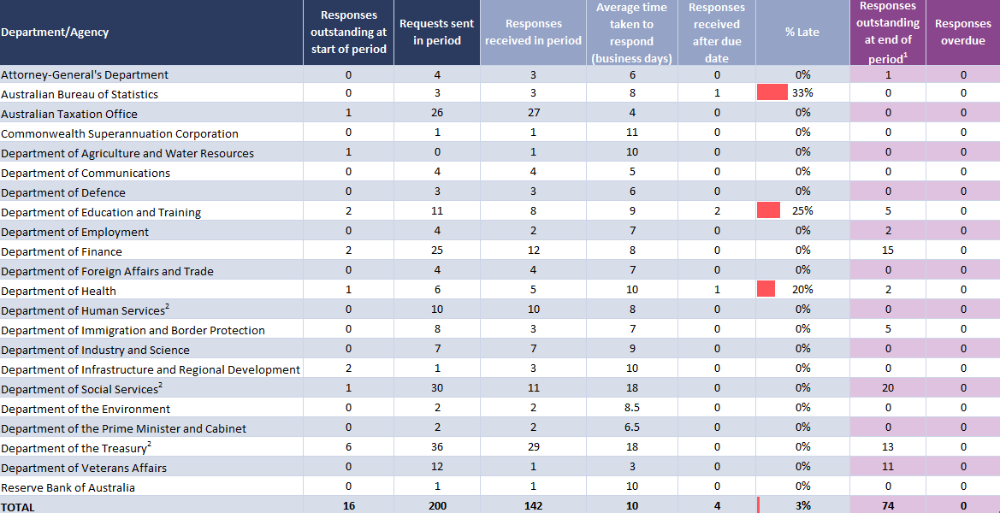 Department/Agency Responses outstanding at start of period Requests sent in period Responses received in period Average time taken to respond (business days) Responses received after due date % Late Responses outstanding at end of period¹ Responses overdue
Attorney-General's Department 0 4 3 6 0 0% 1 0
Australian Bureau of Statistics 0 3 3 8 1 33% 0 0
Australian Taxation Office 1 26 27 4 0 0% 0 0
Commonwealth Superannuation Corporation 0 1 1 11 0 0% 0 0
Department of Agriculture and Water Resources 1 0 1 10 0 0% 0 0
Department of Communications 0 4 4 5 0 0% 0 0
Department of Defence 0 3 3 6 0 0% 0 0
Department of Education and Training 2 11 8 9 2 25% 5 0
Department of Employment 0 4 2 7 0 0% 2 0
Department of Finance 2 25 12 8 0 0% 15 0
Department of Foreign Affairs and Trade 0 4 4 7 0 0% 0 0
Department of Health 1 6 5 10 1 20% 2 0
Department of Human Services² 0 10 10 8 0 0% 0 0
Department of Immigration and Border Protection 0 8 3 7 0 0% 5 0
Department of Industry and Science 0 7 7 9 0 0% 0 0
Department of Infrastructure and Regional Development 2 1 3 10 0 0% 0 0
Department of Social Services² 1 30 11 18 0 0% 20 0
Department of the Environment 0 2 2 8.5 0 0% 0 0
Department of the Prime Minister and Cabinet 0 2 2 6.5 0 0% 0 0
Department of the Treasury² 6 36 29 18 0 0% 13 0
Department of Veterans Affairs 0 12 1 3 0 0% 11 0
Reserve Bank of Australia 0 1 1 10 0 0% 0 0
TOTAL 16 200 142 10 4 3% 74 0